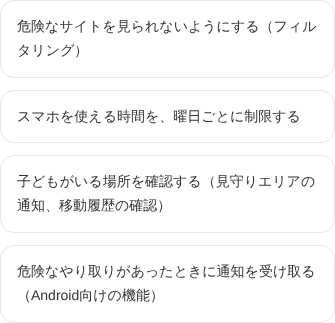 危険なサイトを見られないようにする（フィル
タリング）
スマホを使える時間を、曜日ごとに制限する
子どもがいる場所を確認する（見守りエリアの
通知、移動履歴の確認）
危険なやり取りがあったときに通知を受け取る
（Android向けの機能）